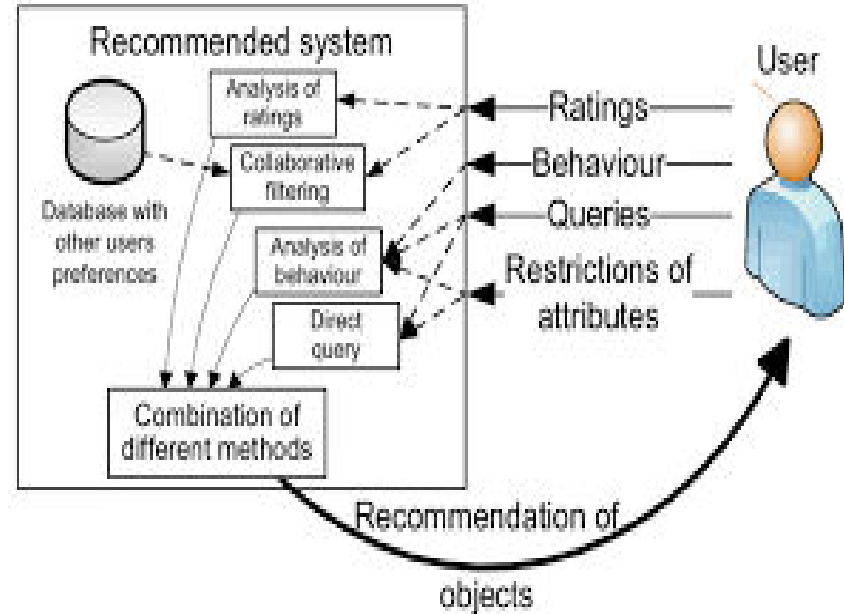 Recommended system
User
Analysis of
ratings
Ratings
Collaborative
filtering
Behaviour
Database with
other users
preferences
Queries
Analysis of
behaviour
Restrictions of
attributes
Direct
query
Combination of
different methods
Recommendation of
objects